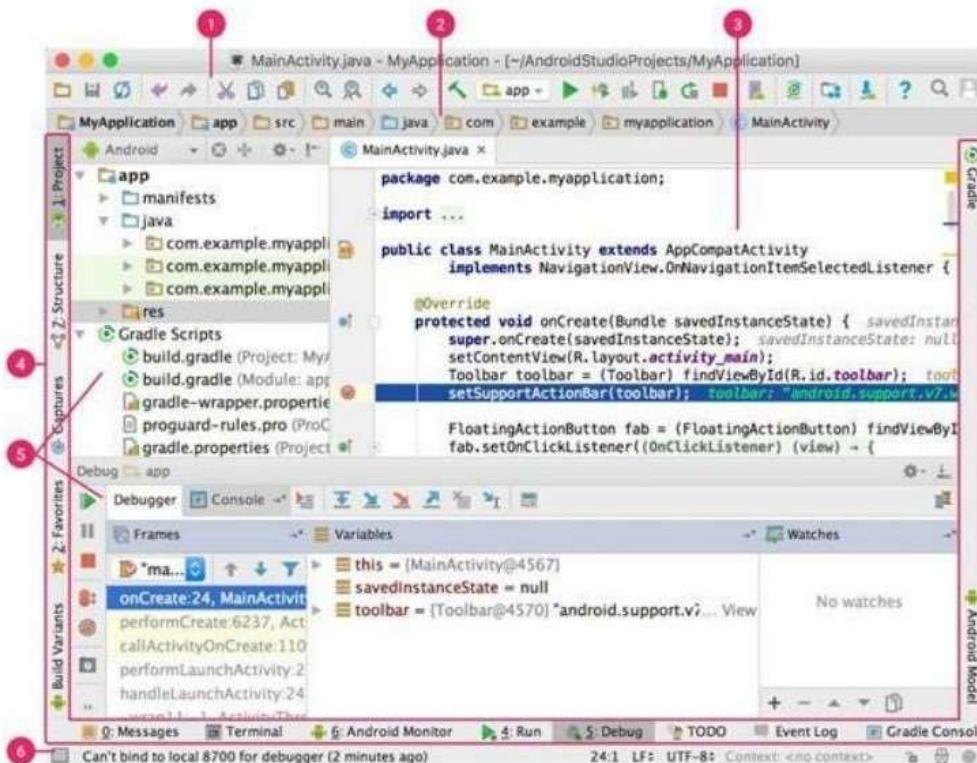 1
2
3
MainActivity.java - MyApplication - [~/AndroidStudioProjects/MyApplication]
app
?
MyApplication
app
src
main
java
com
example
myapplication
MainActivity
1: Project
2: Structure
4
Captures
5
2: Favorites
Build Variants
Android
app
manifests
java
com.example.myappli
com.example.myappli
com.example.myappli
res
Gradle Scripts
build.gradle (Project: MyA
build.gradle (Module: app
gradle-wrapper.propertie
proguard-rules.pro (ProG
gradle.properties (Project
MainActivity.java ×
package com.example.myapplication;
import ...
public class MainActivity extends AppCompatActivity
implements NavigationView.OnNavigationItemSelectedListener {
@Override
protected void onCreate(Bundle savedInstanceState) { savedInstan
super.onCreate(savedInstanceState); savedInstanceState: null
setContentView(R.layout.activity_main);
Toolbar toolbar = (Toolbar) findViewById(R.id.toolbar); tool
setSupportActionBar(toolbar); toolbar: "android.support.v7.w
FloatingActionButton fab = (FloatingActionButton) findViewByI
fab.setOnClickListener((OnClickListener) (view) → {
Gradle
Android Model
Debug app
Debugger
Console
Frames
Variables
Watches
"ma...
onCreate:24, MainActivit
performCreate:6237, Act
callActivityOnCreate:110
performLaunchActivity:2
handleLaunchActivity:24
-wrap11:-1, ActivityThre
this = {MainActivity@4567}
savedInstanceState = null
toolbar = {Toolbar@4570} "android.support.v7.... View
No watches
0: Messages
Terminal
6: Android Monitor
4: Run
5: Debug
TODO
Event Log
Gradle Consol
6
Can't bind to local 8700 for debugger (2 minutes ago)
24:1 LF÷ UTF-8÷ Context: <no context>